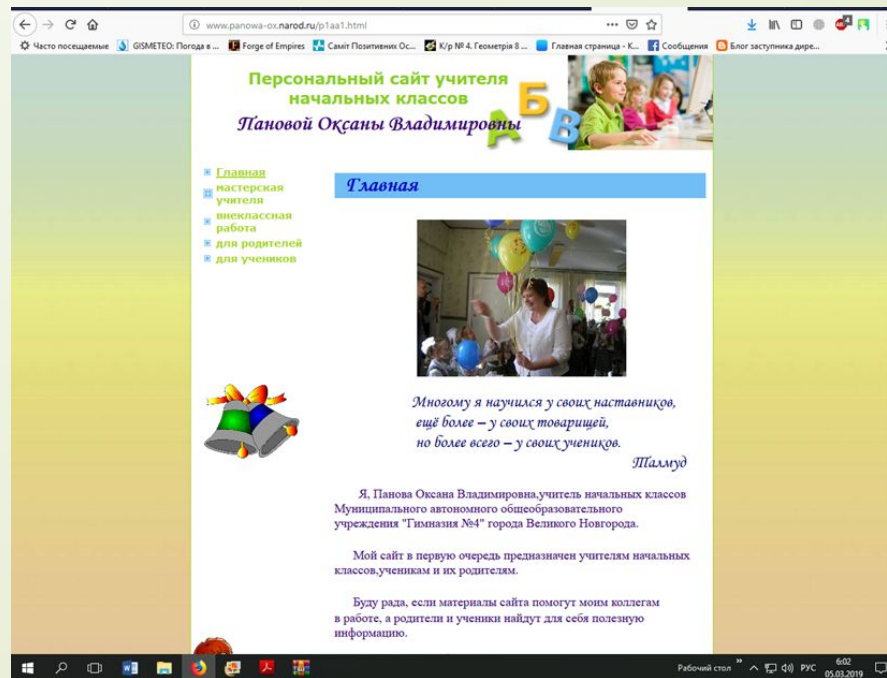 www.panowa-ox.narod.ru/p1aa1.html
Часто посещаемые GISMETEO: Погода в ... Forge of Empires Саміт Позитивних Ос... К/р № 4. Геометрія 8 ... Главная страница - К... Сообщения Блог заступника дире...
Персональный сайт учителя
начальных классов
Пановой Оксаны Владимировны
АБВ
Главная
мастерская
учителя
внеклассная
работа
для родителей
для учеников
Главная
Многому я научился у своих наставников,
ещё более – у своих товарищей,
но более всего – у своих учеников.
Талмуд
Я, Панова Оксана Владимировна,учитель начальных классов
Муниципального автономного общеобразовательного
учреждения "Гимназия №4" города Великого Новгорода.
Мой сайт в первую очередь предназначен учителям начальных
классов,ученикам и их родителям.
Буду рада, если материалы сайта помогут моим коллегам
в работе, а родители и ученики найдут для себя полезную
информацию.
Рабочий стол РУС 6:02
05.03.2019